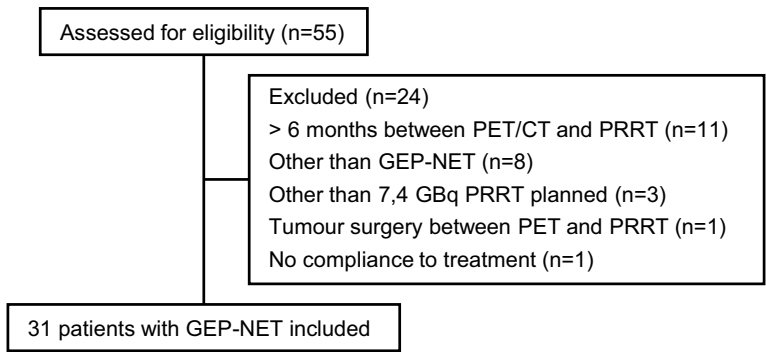 Assessed for eligibility (n=55)
Excluded (n=24)
> 6 months between PET/CT and PRRT (n=11)
Other than GEP-NET (n=8)
Other than 7,4 GBq PRRT planned (n=3)
Tumour surgery between PET and PRRT (n=1)
No compliance to treatment (n=1)
31 patients with GEP-NET included